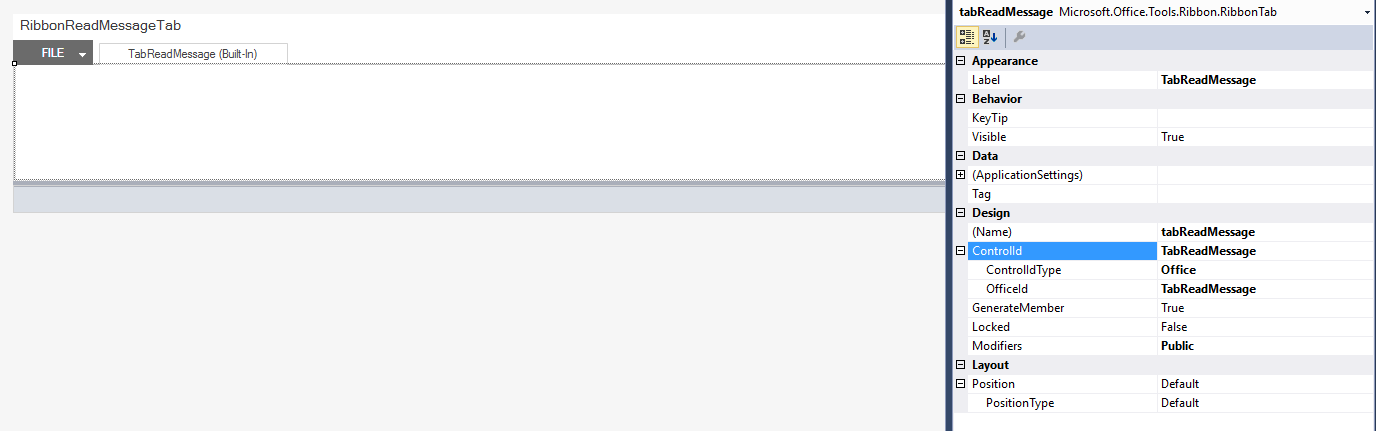 RibbonReadMessageTab
FILE
TabReadMessage (Built-In)
tabReadMessage Microsoft.Office.Tools.Ribbon.RibbonTab
Appearance
Label TabReadMessage
Behavior
KeyTip
Visible True
Data
(ApplicationSettings)
Tag
Design
(Name) tabReadMessage
ControlId TabReadMessage
ControlIdType Office
OfficeId TabReadMessage
GenerateMember True
Locked False
Modifiers Public
Layout
Position Default
PositionType Default